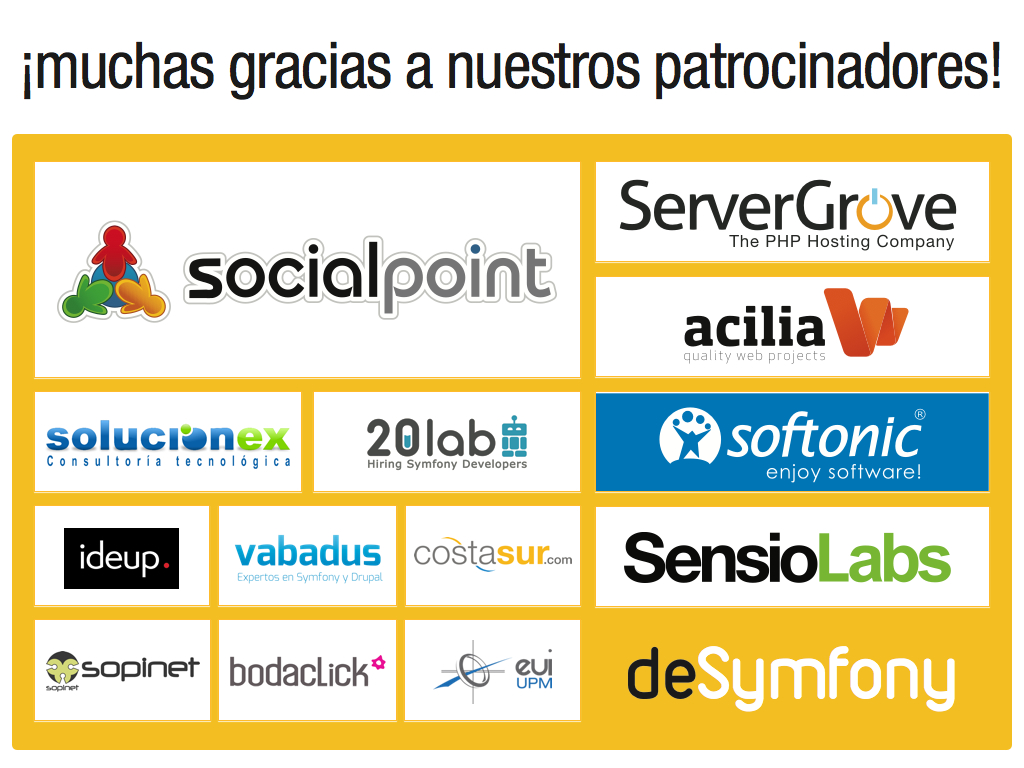 ¡muchas gracias a nuestros patrocinadores!
socialpoint
ServerGrove
The PHP Hosting Company
acilia
quality web projects
solucionex
Consultoría tecnológica
20lab
Hiring Symfony Developers
softonic®
enjoy software!
ideup.
vabadus
Expertos en Symfony y Drupal
costasur.com
SensioLabs
sopinet
sopinet
bodaclick
eui
UPM
deSymfony